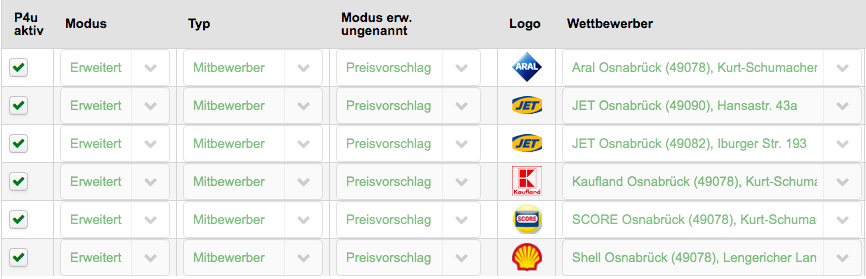 P4u aktiv Modus Typ Modus erw. ungenannt Logo Wettbewerber
Erweitert Mitbewerber Preisvorschlag ARAL Aral Osnabrück (49078), Kurt-Schumacher
Erweitert Mitbewerber Preisvorschlag JET JET Osnabrück (49090), Hansastr. 43a
Erweitert Mitbewerber Preisvorschlag JET JET Osnabrück (49082), Iburger Str. 193
Erweitert Mitbewerber Preisvorschlag K Kaufland Kaufland Osnabrück (49078), Kurt-Schuma
Erweitert Mitbewerber Preisvorschlag SCORE SCORE Osnabrück (49078), Kurt-Schuma
Erweitert Mitbewerber Preisvorschlag Shell Osnabrück (49078), Lengericher Lan